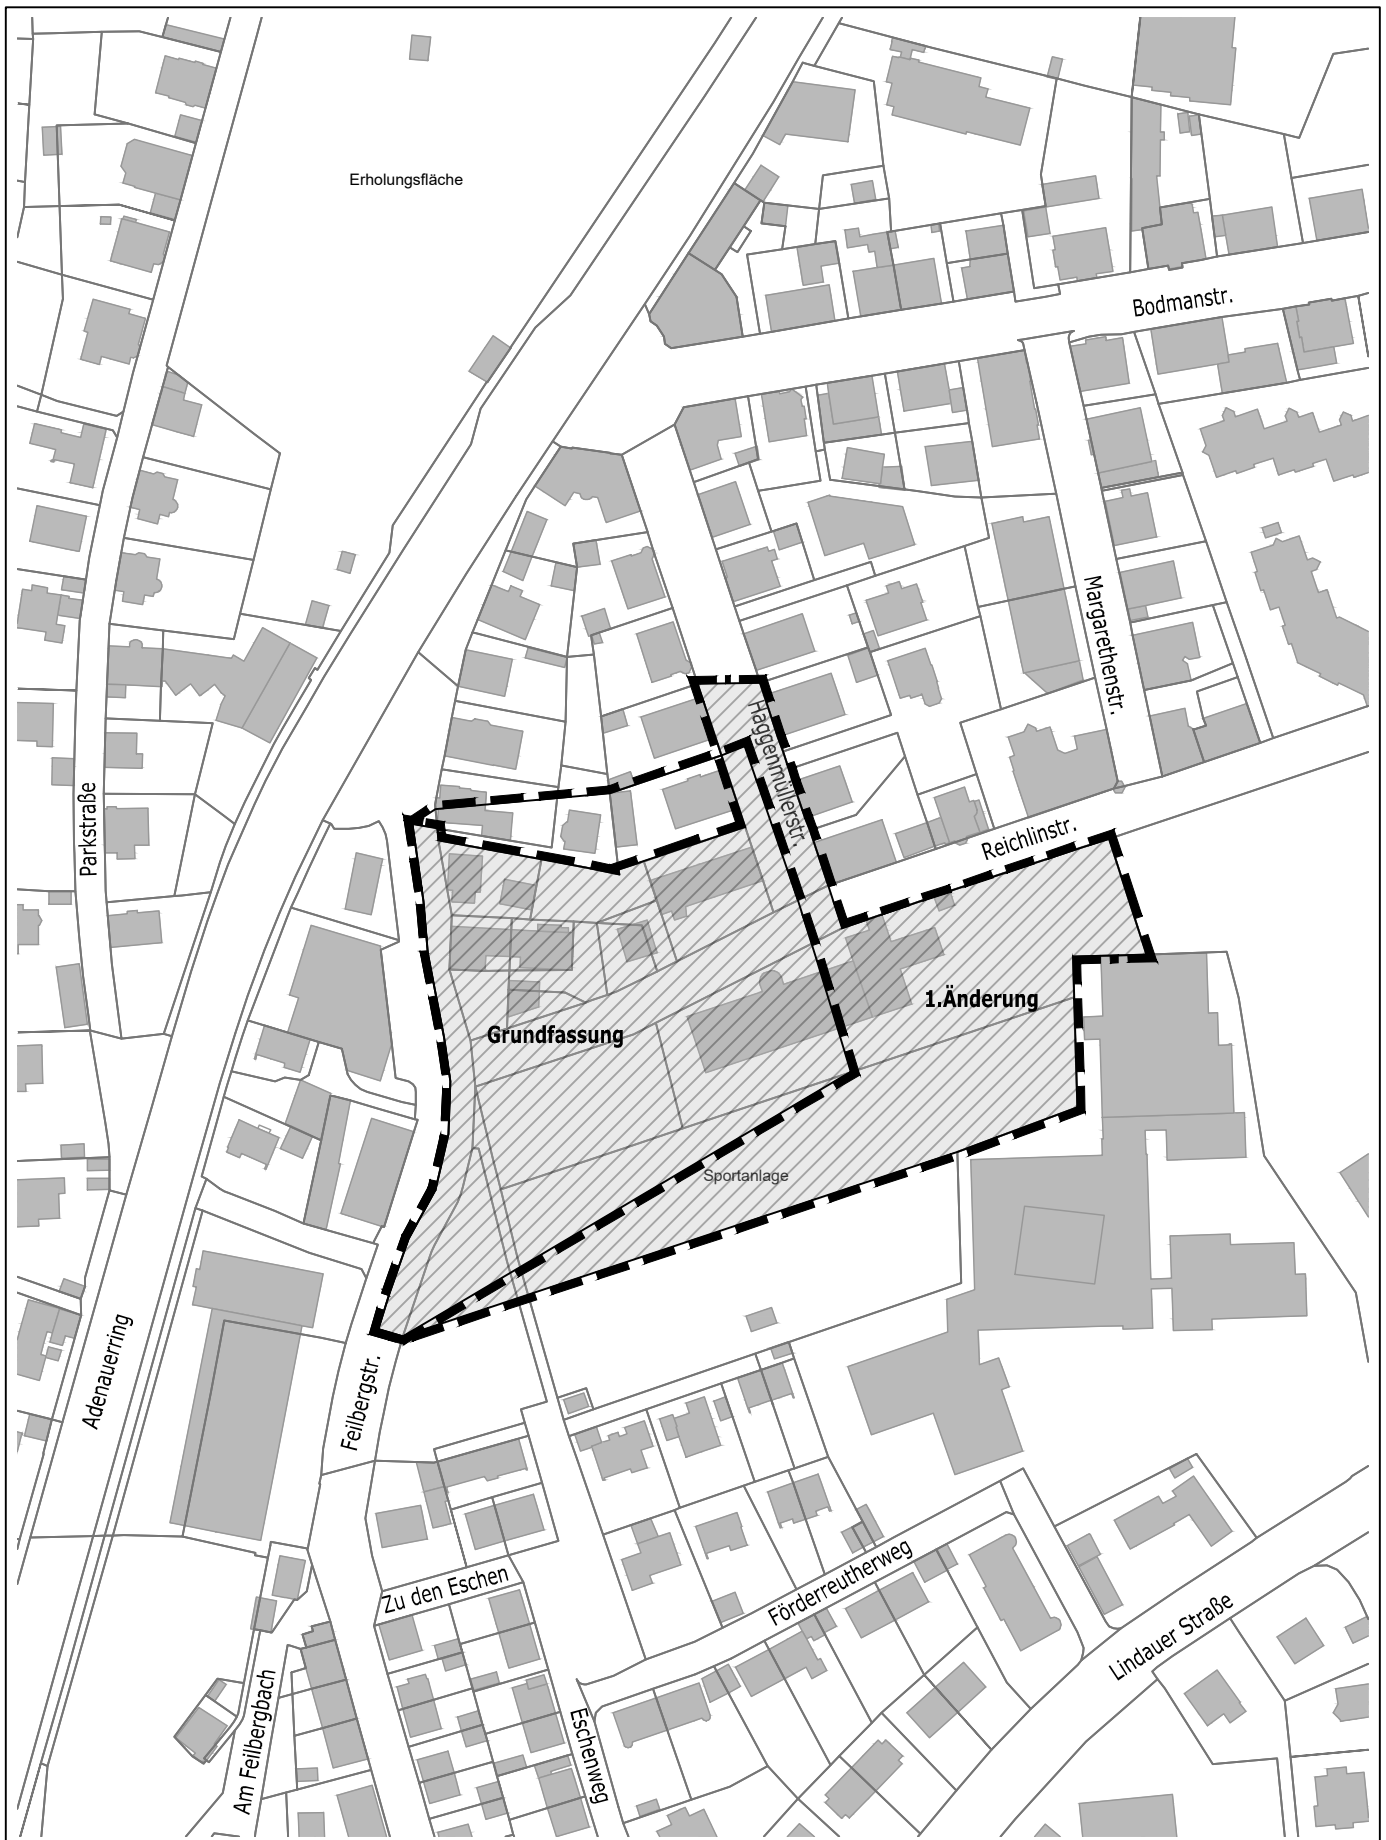 Erholungsfläche
Bodmanstr.
Margarethenstr.
Haggenmüllerstr.
Parkstraße
Reichlinstr.
1.Änderung
Grundfassung
Sportanlage
Adenauerring
Feilbergstr.
Zu den Eschen
Förderreutherweg
Lindauer Straße
Am Feilbergbach
Eschenweg